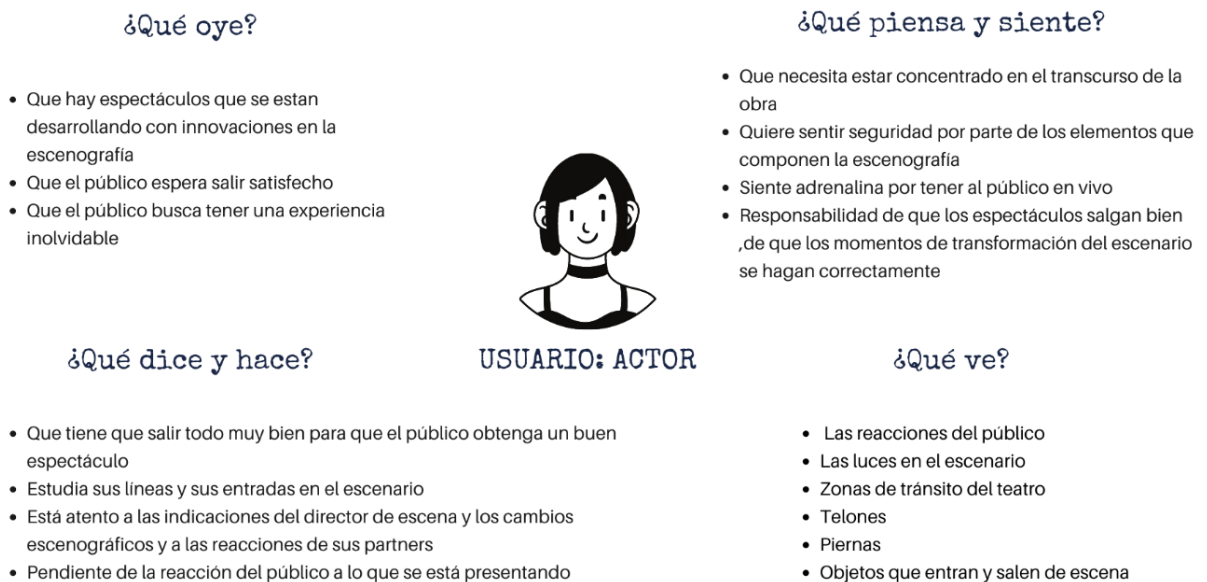 ¿Qué oye?
• Que hay espectáculos que se estan
desarrollando con innovaciones en la
escenografía
• Que el público espera salir satisfecho
• Que el público busca tener una experiencia
inolvidable
¿Qué piensa y siente?
• Que necesita estar concentrado en el transcurso de la
obra
• Quiere sentir seguridad por parte de los elementos que
componen la escenografía
• Siente adrenalina por tener al público en vivo
• Responsabilidad de que los espectáculos salgan bien
,de que los momentos de transformación del escenario
se hagan correctamente
¿Qué dice y hace?
• Que tiene que salir todo muy bien para que el público obtenga un buen
espectáculo
• Estudia sus líneas y sus entradas en el escenario
• Está atento a las indicaciones del director de escena y los cambios
escenográficos y a las reacciones de sus partners
• Pendiente de la reacción del público a lo que se está presentando
USUARIO: ACTOR
¿Qué ve?
• Las reacciones del público
• Las luces en el escenario
• Zonas de tránsito del teatro
• Telones
• Piernas
• Objetos que entran y salen de escena